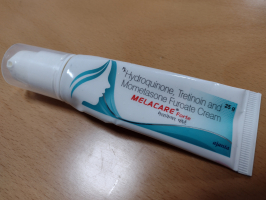 "Hydroquinone, Tretinoin and
Mometasone Furoate Cream
MELACARE Forte
25 g